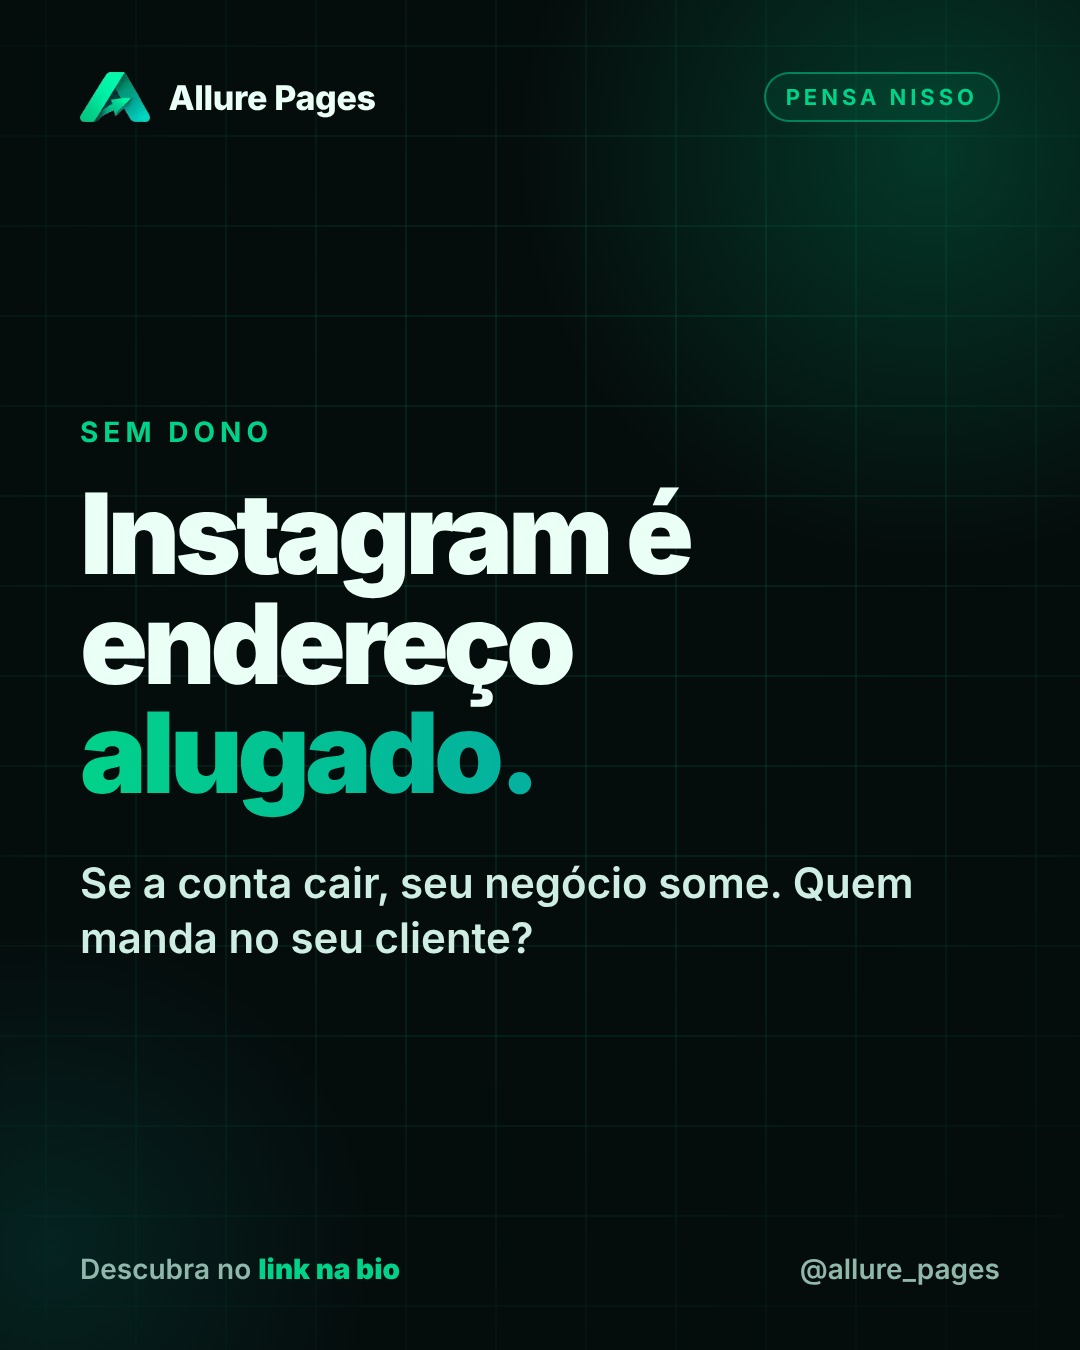 Allure Pages
PENSA NISSO
SEM DONO
Instagram é
endereço
alugado.
Se a conta cair, seu negócio some. Quem
manda no seu cliente?
Descubra no link na bio
@allure_pages